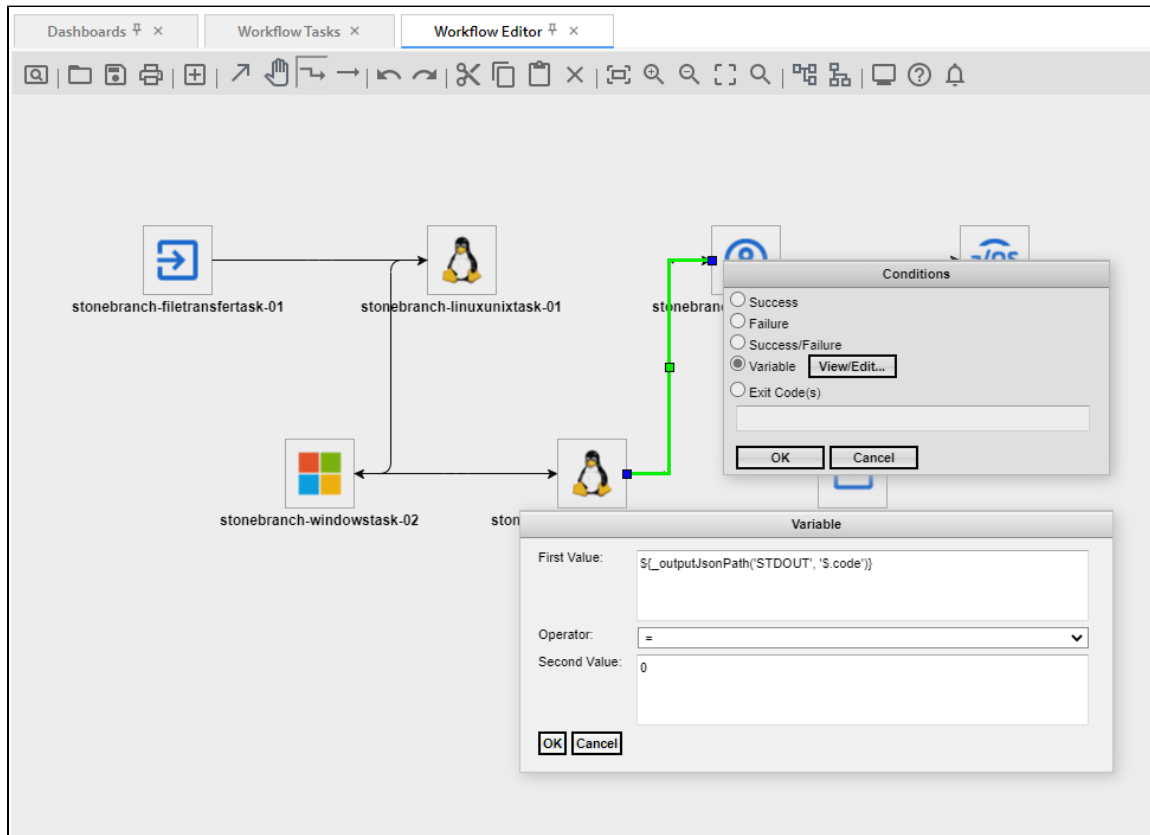 Dashboards
Workflow Tasks
Workflow Editor
stonebranch-filetransfertask-01
stonebranch-linuxunixtask-01
Conditions
Success
Failure
Success/Failure
Variable View/Edit...
Exit Code(s)
OK Cancel
stonebranch-windowstask-02
Variable
First Value: ${_outputJsonPath('STDOUT', '$.code')}
Operator: =
Second Value: 0
OK Cancel